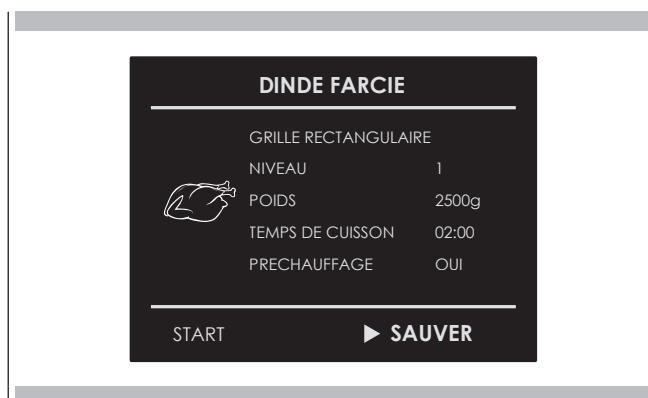 DINDE FARCIE
GRILLE RECTANGULAIRE
NIVEAU 1
POIDS 2500g
TEMPS DE CUISSON 02:00
PRECHAUFFAGE OUI
START ▶ SAUVER